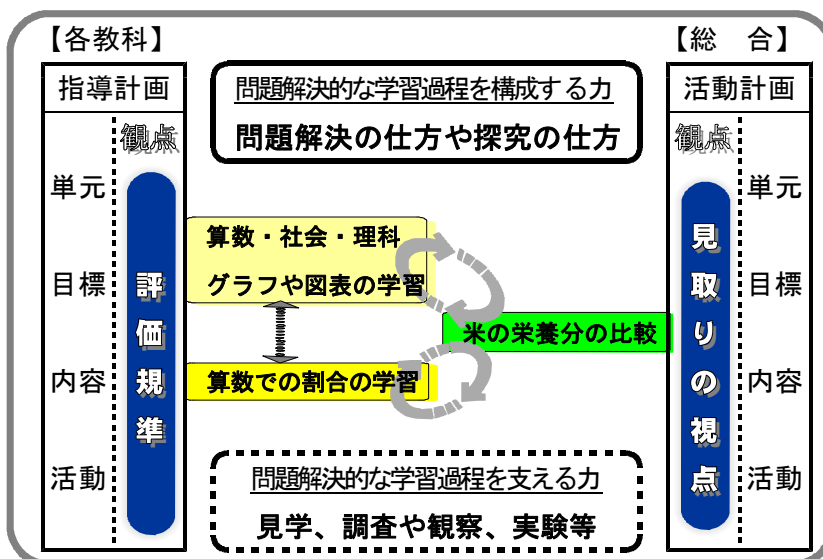 【各教科】
指導計画
観点
単元
目標
内容
活動
評価規準
問題解決的な学習過程を構成する力
問題解決の仕方や探究の仕方
算数・社会・理科
グラフや図表の学習
算数での割合の学習
米の栄養分の比較
問題解決的な学習過程を支える力
見学、調査や観察、実験等
【総　合】
活動計画
観点
見取りの視点
単元
目標
内容
活動